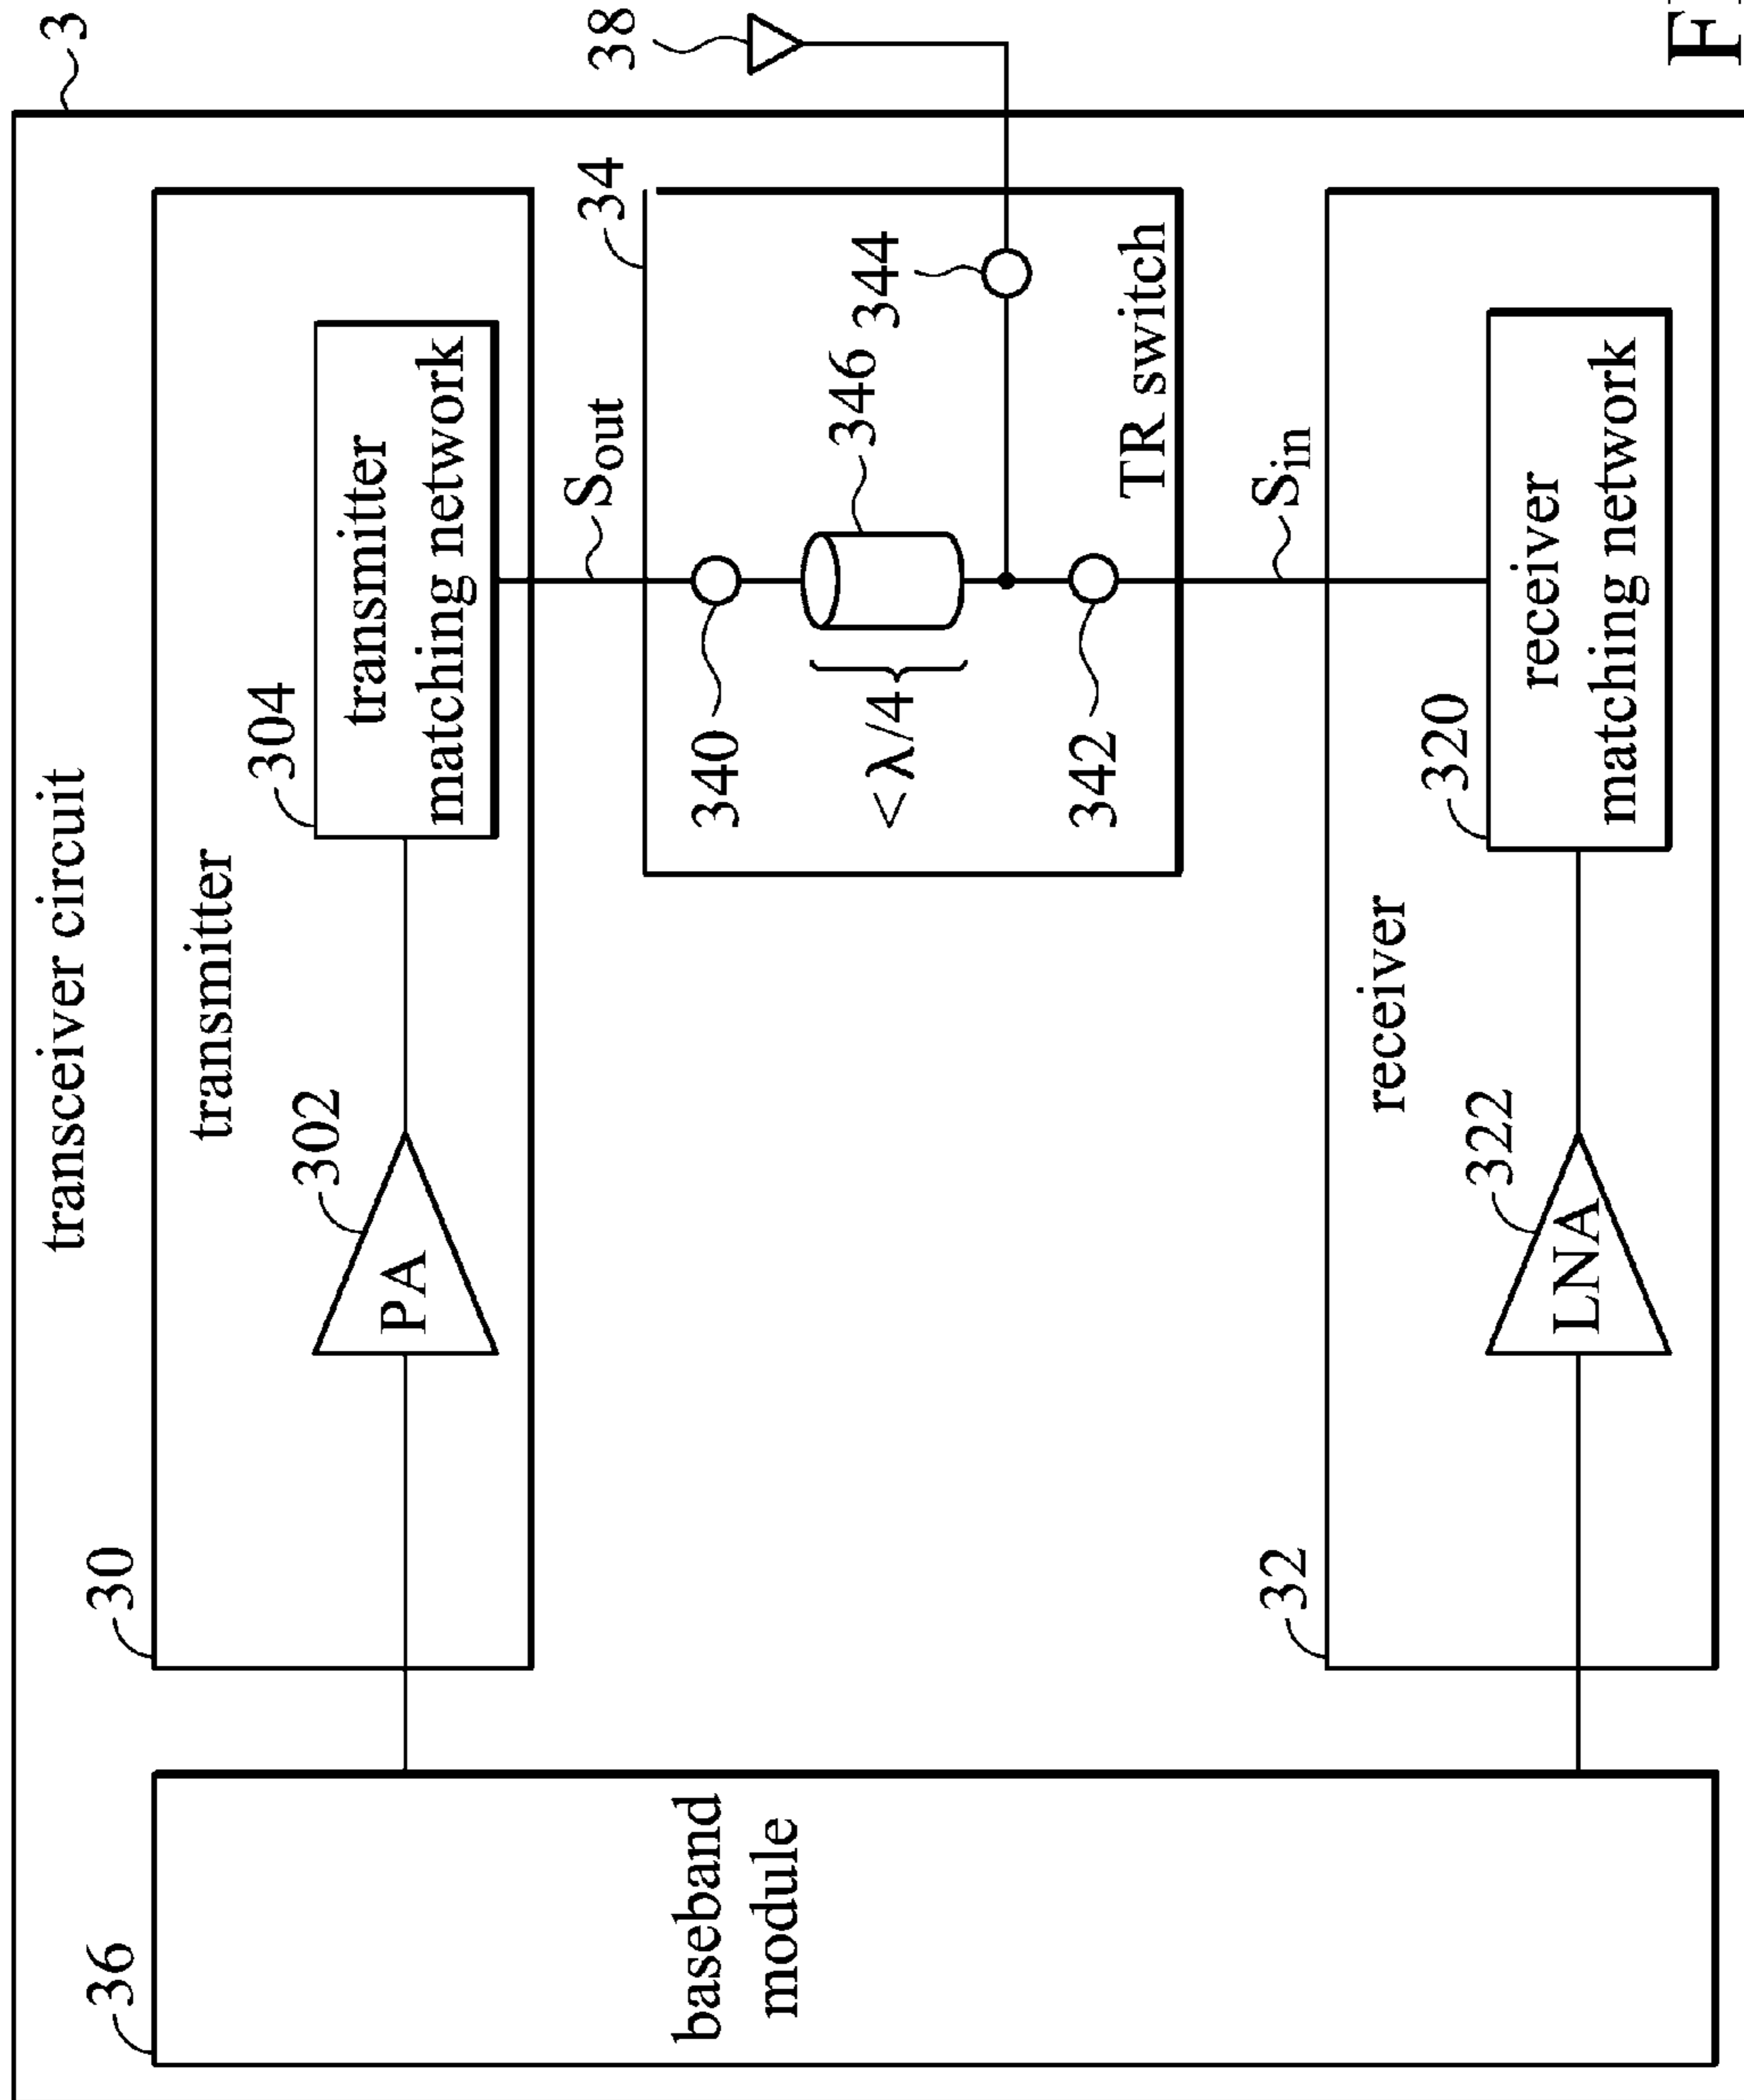 transceiver circuit
3
36
baseband
module
30
transmitter
302
PA
304
transmitter
matching network
Sout
34
38
340
346
344
<λ/4
342
TR switch
Sin
32
receiver
322
LNA
320
receiver
matching network